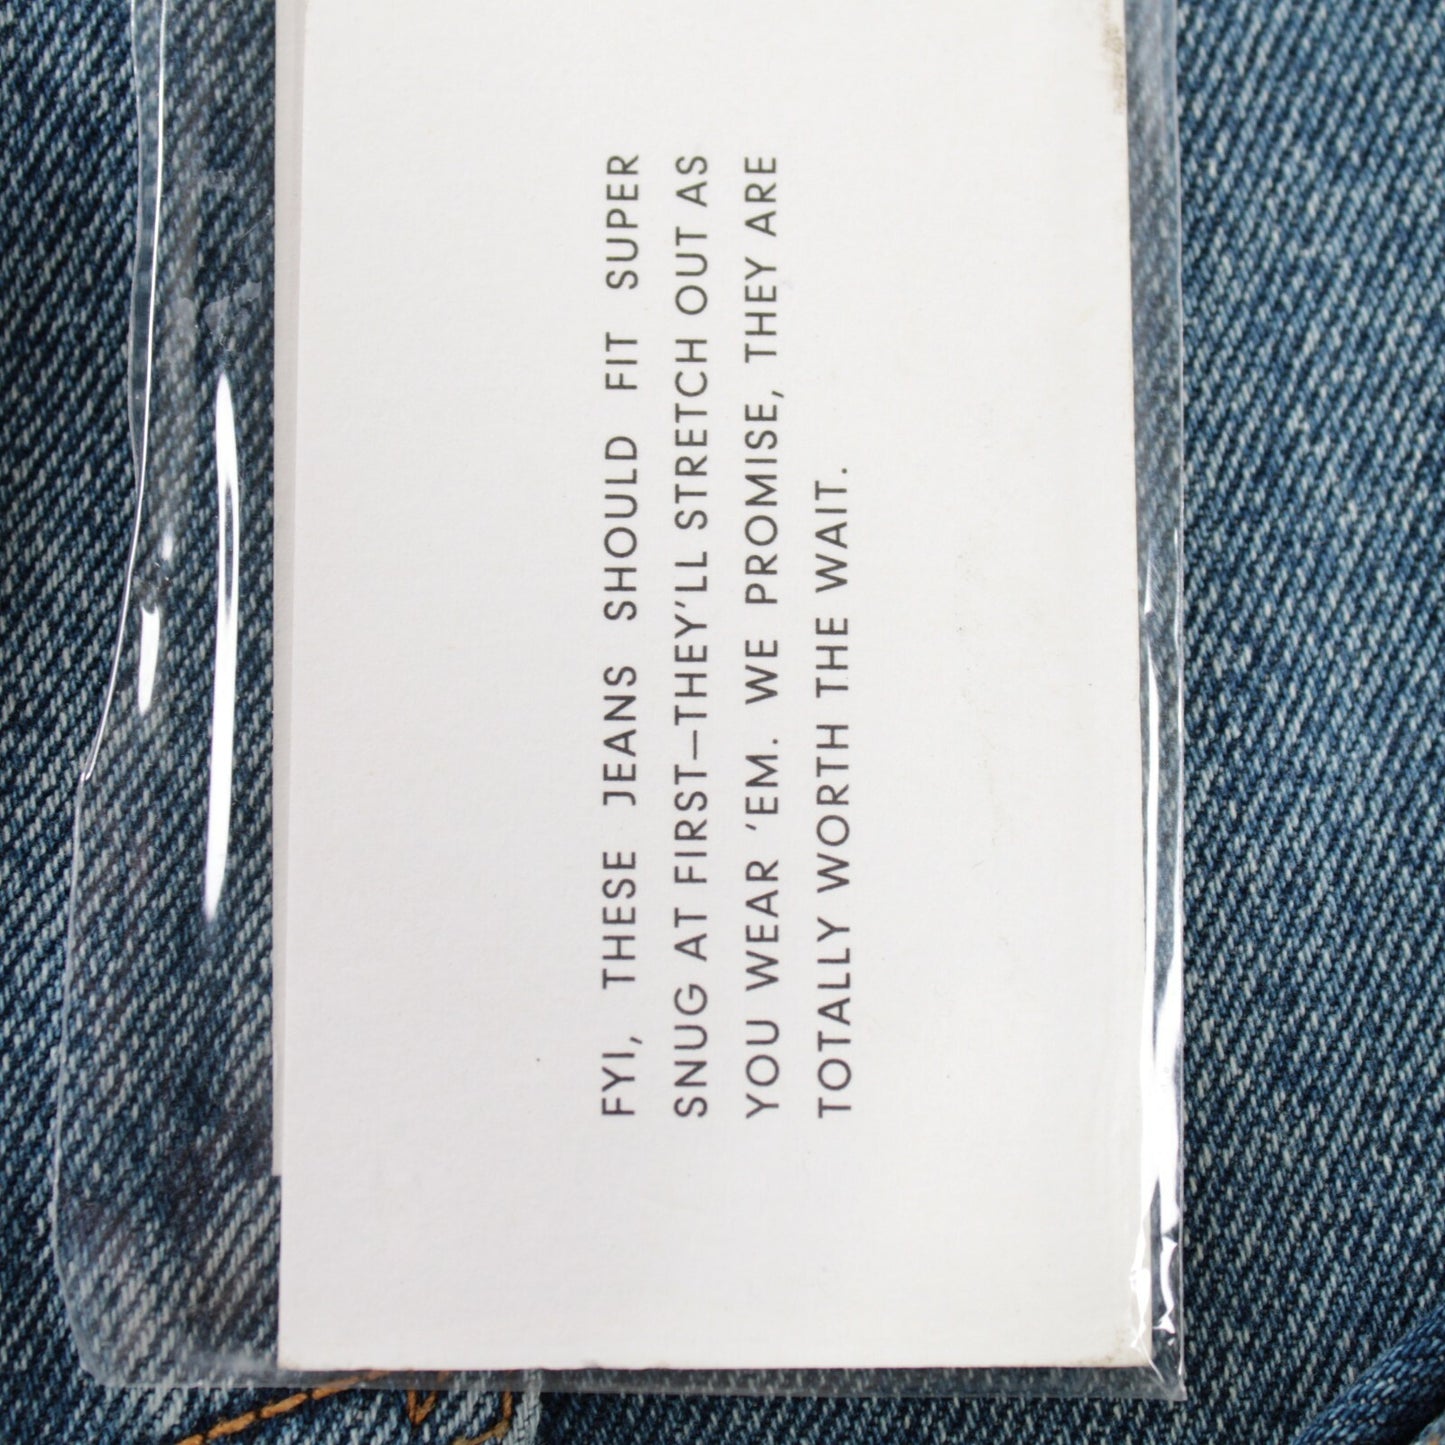 FYI, THESE JEANS SHOULD FIT SUPER
SNUG AT FIRST—THEY’LL STRETCH OUT AS
YOU WEAR ’EM. WE PROMISE, THEY ARE
TOTALLY WORTH THE WAIT.